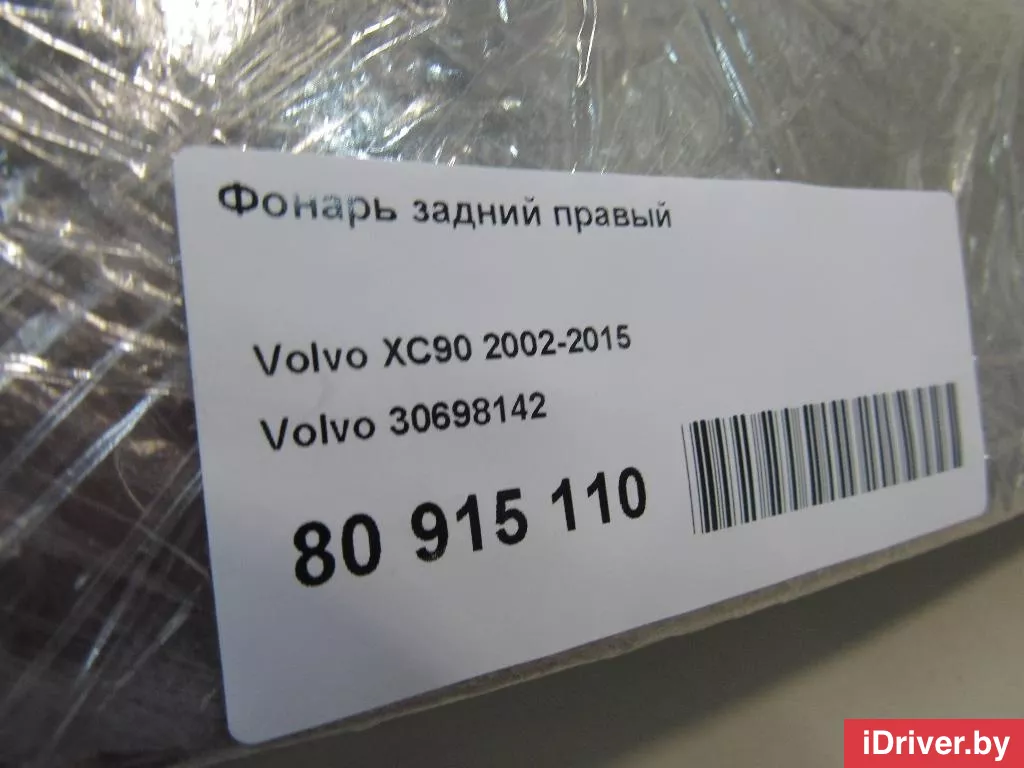 Фонарь задний правый
Volvo XC90 2002-2015
Volvo 30698142
80 915 110
iDriver.by